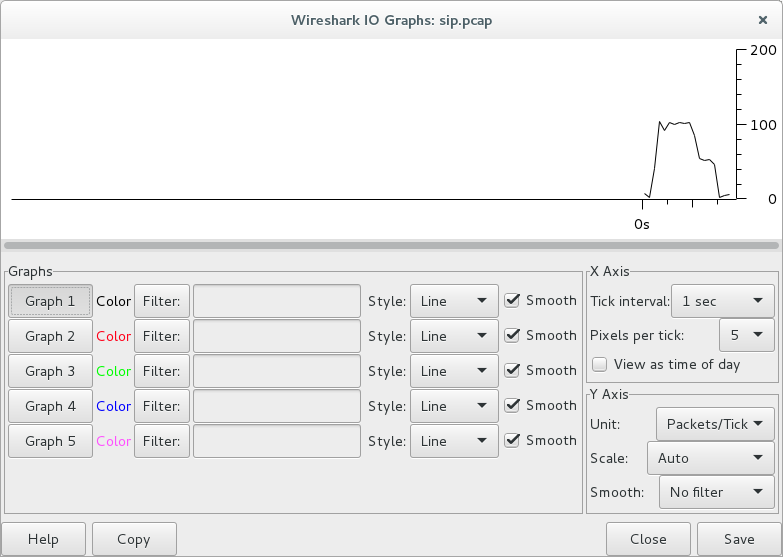 Wireshark IO Graphs: sip.pcap
200
100
0
0s
Graphs
Graph 1 Color Filter: Style: Line Smooth
Graph 2 Color Filter: Style: Line Smooth
Graph 3 Color Filter: Style: Line Smooth
Graph 4 Color Filter: Style: Line Smooth
Graph 5 Color Filter: Style: Line Smooth
X Axis
Tick interval: 1 sec
Pixels per tick: 5
View as time of day
Y Axis
Unit: Packets/Tick
Scale: Auto
Smooth: No filter
Help Copy Close Save